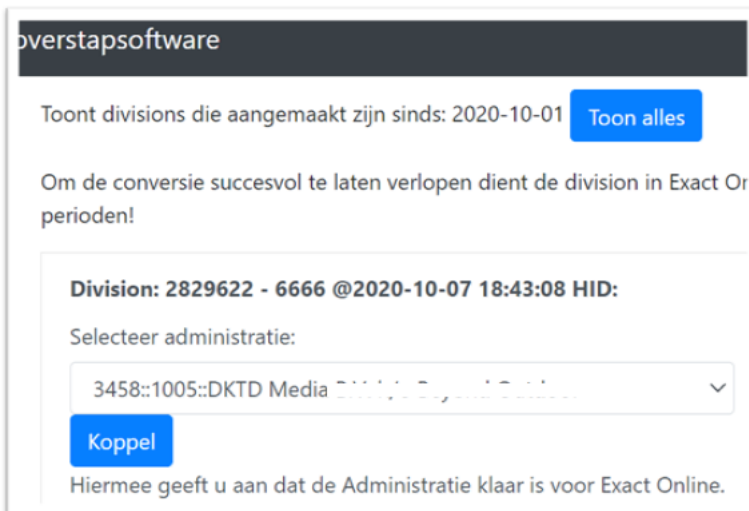 overstapsoftware
Toont divisions die aangemaakt zijn sinds: 2020-10-01 Toon alles
Om de conversie succesvol te laten verlopen dient de division in Exact
perioden!
Division: 2829622 - 6666 @2020-10-07 18:43:08 HID:
Selecteer administratie:
3458::1005::DKTD Media
Koppel
Hiermee geeft u aan dat de Administratie klaar is voor Exact Online.